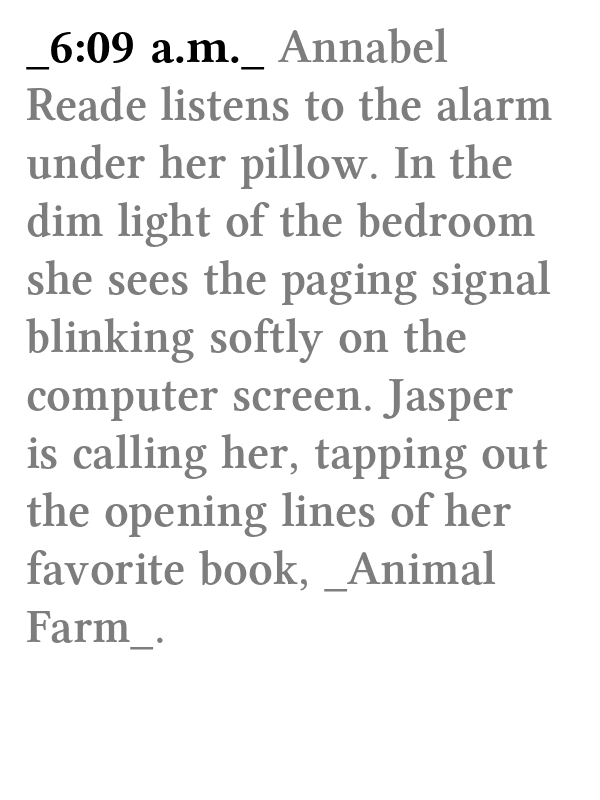 _6:09 a.m._ Annabel
Reade listens to the alarm
under her pillow. In the
dim light of the bedroom
she sees the paging signal
blinking softly on the
computer screen. Jasper
is calling her, tapping out
the opening lines of her
favorite book, _Animal
Farm_.